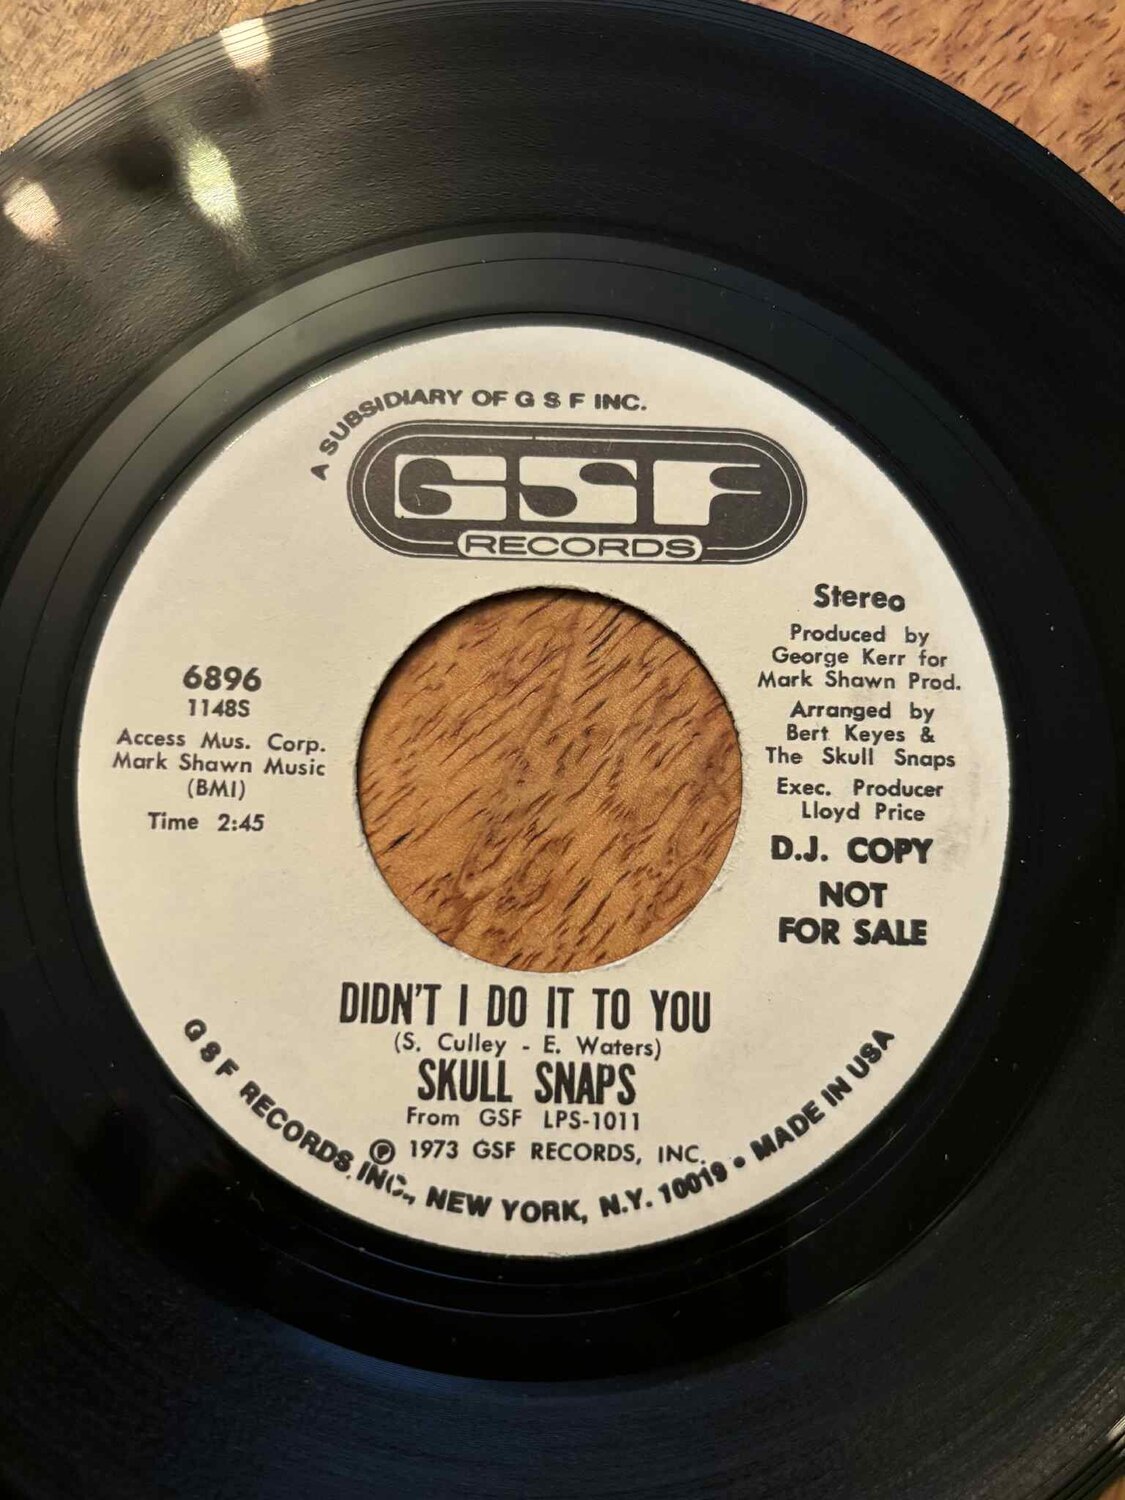 A SUBSIDIARY OF G S F INC.
GSF
RECORDS
Stereo
Produced by
George Kerr for
Mark Shawn Prod.
Arranged by
Bert Keyes &
The Skull Snaps
Exec. Producer
Lloyd Price
D.J. COPY
NOT
FOR SALE
6896
1148S
Access Mus. Corp.
Mark Shawn Music
(BMI)
Time 2:45
DIDN'T I DO IT TO YOU
(S. Culley - E. Waters)
SKULL SNAPS
From GSF LPS-1011
℗ 1973 GSF RECORDS, INC.
G S F RECORDS, INC., NEW YORK, N.Y. 10019 • MADE IN USA